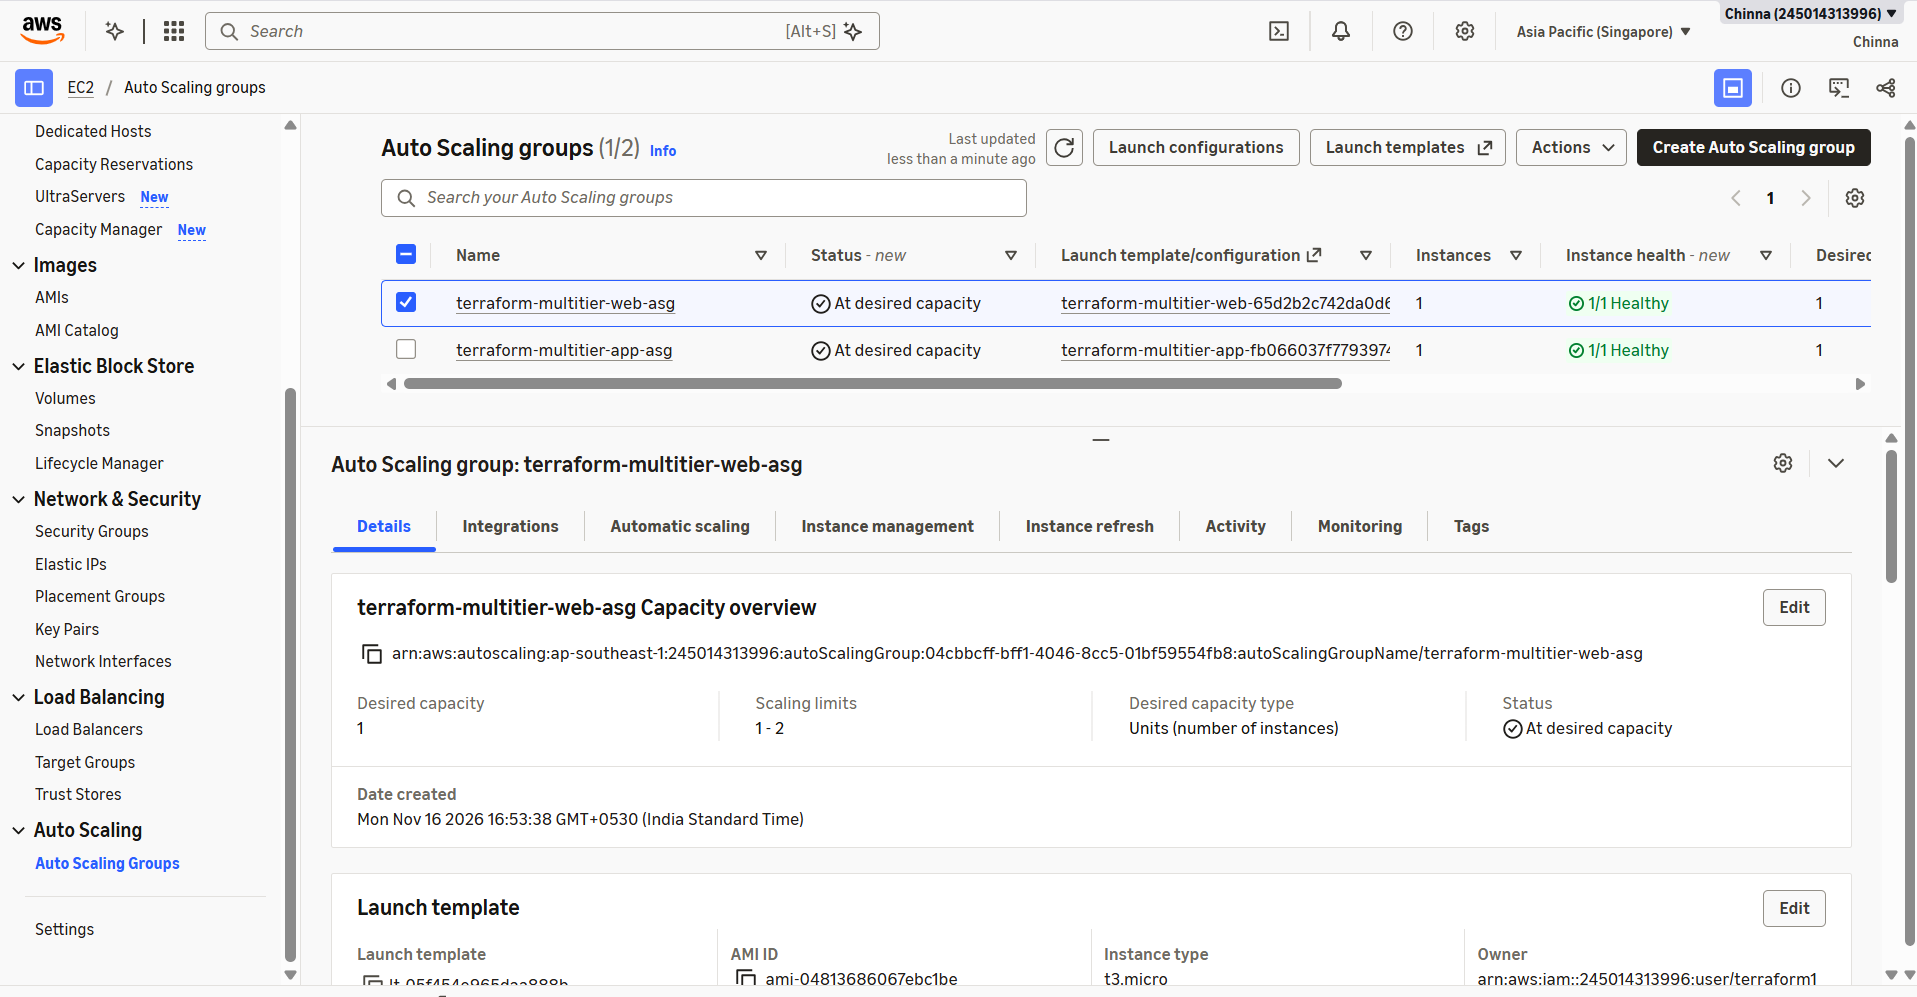 aws
Search
[Alt+S]
Asia Pacific (Singapore)
Chinna (245014313996)
Chinna
EC2 / Auto Scaling groups
Dedicated Hosts
Capacity Reservations
UltraServers New
Capacity Manager New
Images
AMIs
AMI Catalog
Elastic Block Store
Volumes
Snapshots
Lifecycle Manager
Network & Security
Security Groups
Elastic IPs
Placement Groups
Key Pairs
Network Interfaces
Load Balancing
Load Balancers
Target Groups
Trust Stores
Auto Scaling
Auto Scaling Groups
Settings
Auto Scaling groups (1/2) Info
Last updated
less than a minute ago
Launch configurations
Launch templates
Actions
Create Auto Scaling group
Search your Auto Scaling groups
1
Name Status - new Launch template/configuration Instances Instance health - new Desired
terraform-multitier-web-asg At desired capacity terraform-multitier-web-65d2b2c742da0d6 1 1/1 Healthy 1
terraform-multitier-app-asg At desired capacity terraform-multitier-app-fb066037f7793974 1 1/1 Healthy 1
Auto Scaling group: terraform-multitier-web-asg
Details Integrations Automatic scaling Instance management Instance refresh Activity Monitoring Tags
terraform-multitier-web-asg Capacity overview
Edit
arn:aws:autoscaling:ap-southeast-1:245014313996:autoScalingGroup:04cbbcff-bff1-4046-8cc5-01bf59554fb8:autoScalingGroupName/terraform-multitier-web-asg
Desired capacity
1
Scaling limits
1 - 2
Desired capacity type
Units (number of instances)
Status
At desired capacity
Date created
Mon Nov 16 2026 16:53:38 GMT+0530 (India Standard Time)
Launch template
Edit
Launch template
lt-05f454e965daa888b
AMI ID
ami-04813686067ebc1be
Instance type
t3.micro
Owner
arn:aws:iam::245014313996:user/terraform1